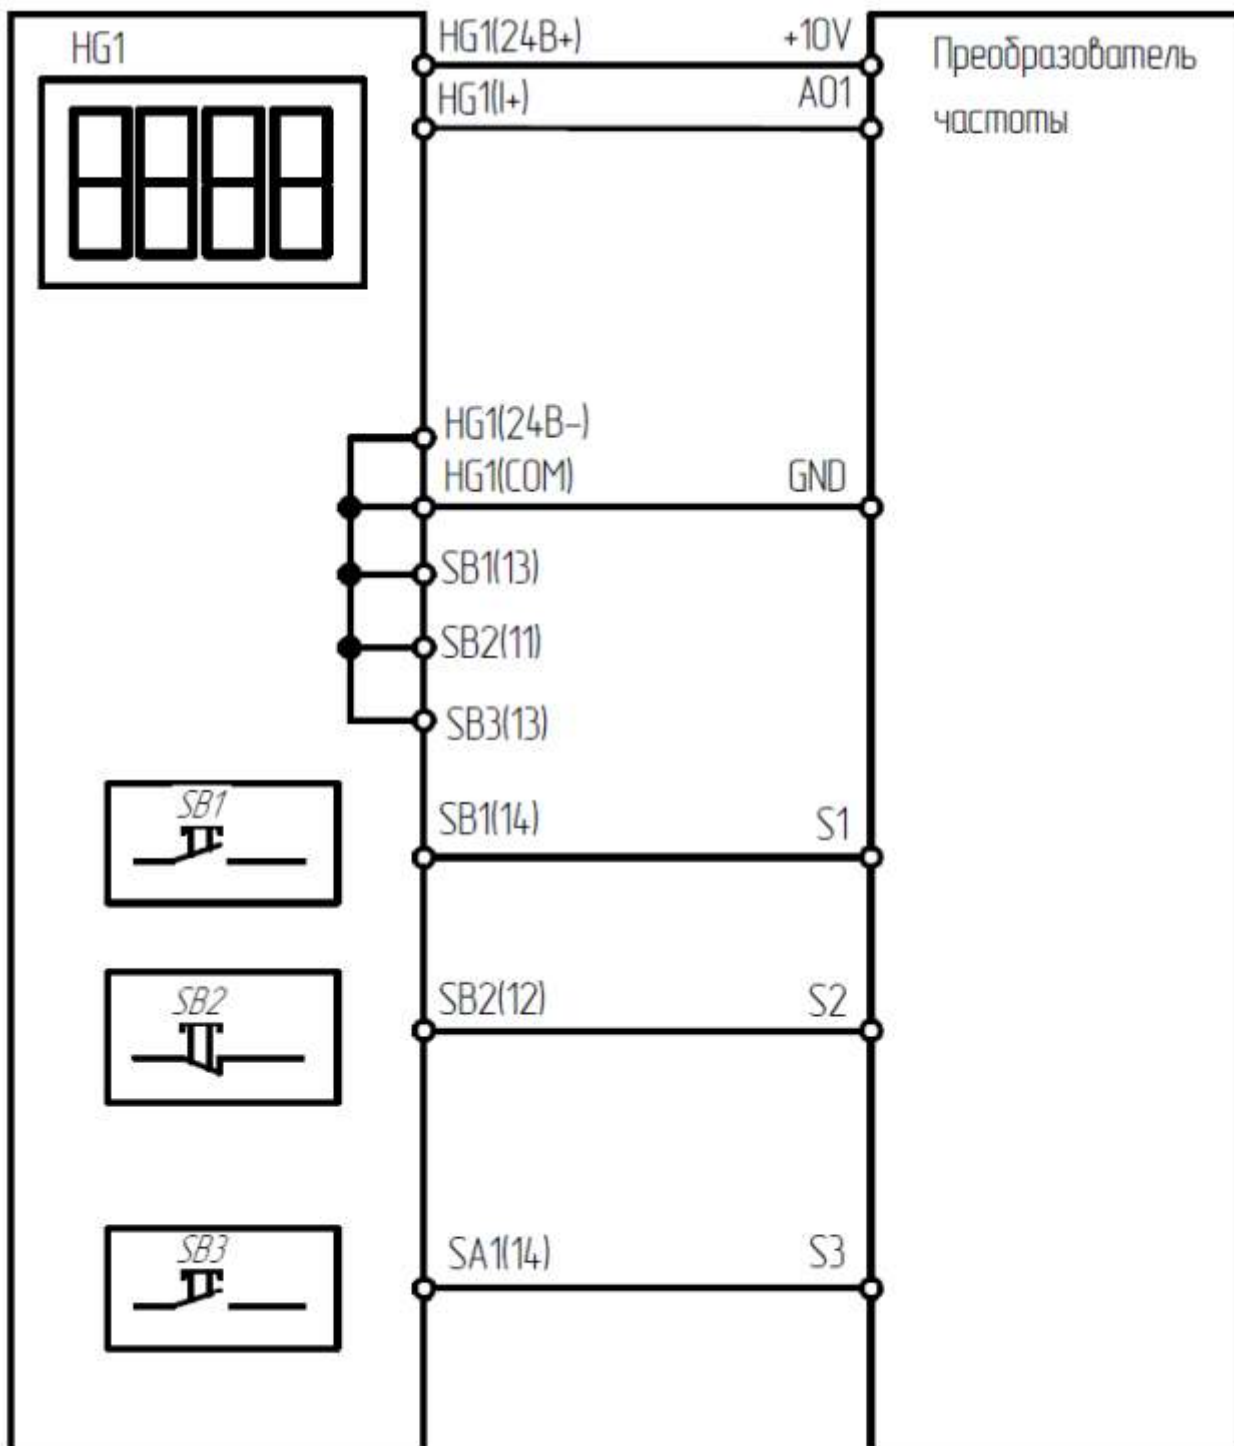 HG1
HG1(24В+)
+10V
Преобразователь
HG1(I+)
A01
частоты
HG1(24В-)
HG1(COM)
GND
SB1(13)
SB2(11)
SB3(13)
SB1
SB1(14)
S1
SB2
SB2(12)
S2
SB3
SA1(14)
S3